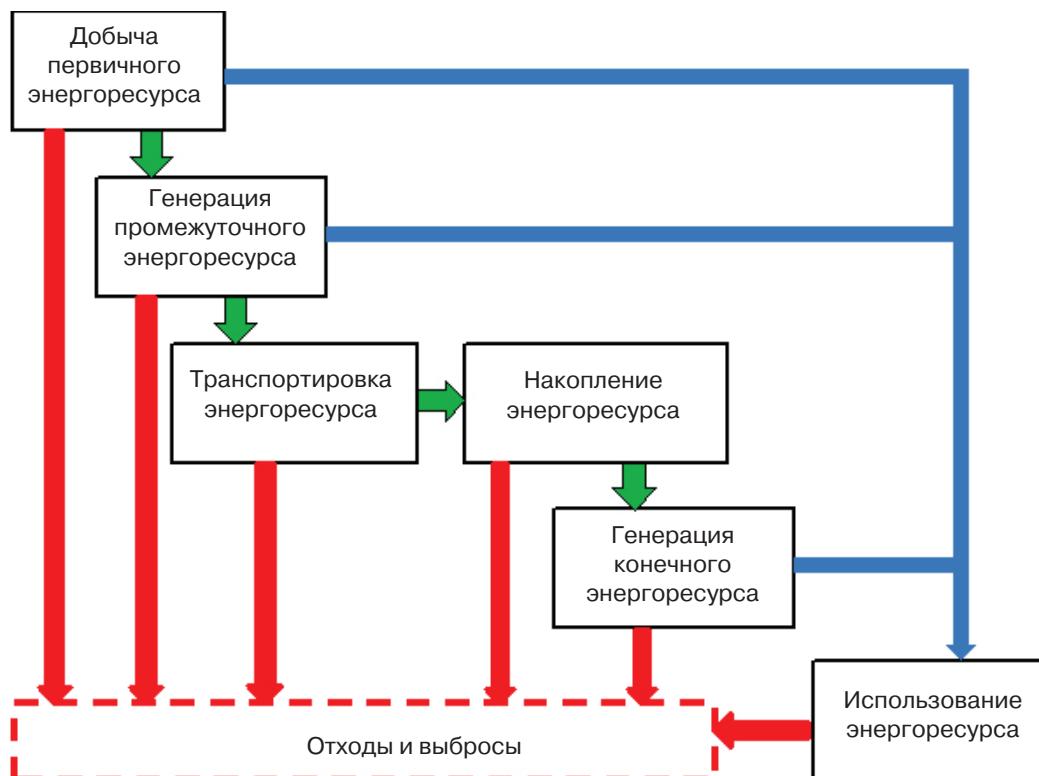 Добыча
первичного
энергоресурса
Генерация
промежуточного
энергоресурса
Транспортировка
энергоресурса
Накопление
энергоресурса
Генерация
конечного
энергоресурса
Использование
энергоресурса
Отходы и выбросы